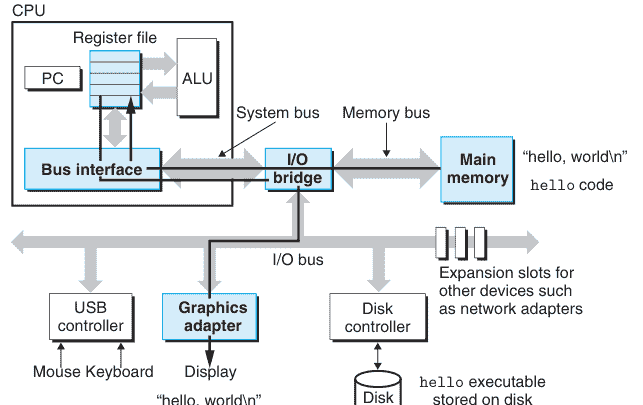 CPU
Register file
PC
ALU
System bus
Memory bus
Bus interface
I/O
bridge
Main
memory
"hello, world\n"
hello code
I/O bus
Expansion slots for
other devices such
as network adapters
USB
controller
Graphics
adapter
Disk
controller
Mouse Keyboard
Display
"hello, world\n"
Disk
hello executable
stored on disk